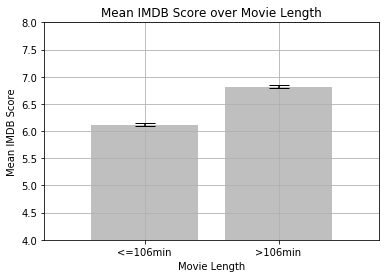 Mean IMDB Score over Movie Length
8.0
7.5
7.0
6.5
6.0
5.5
5.0
4.5
4.0
Mean IMDB Score
<=106min >106min
Movie Length